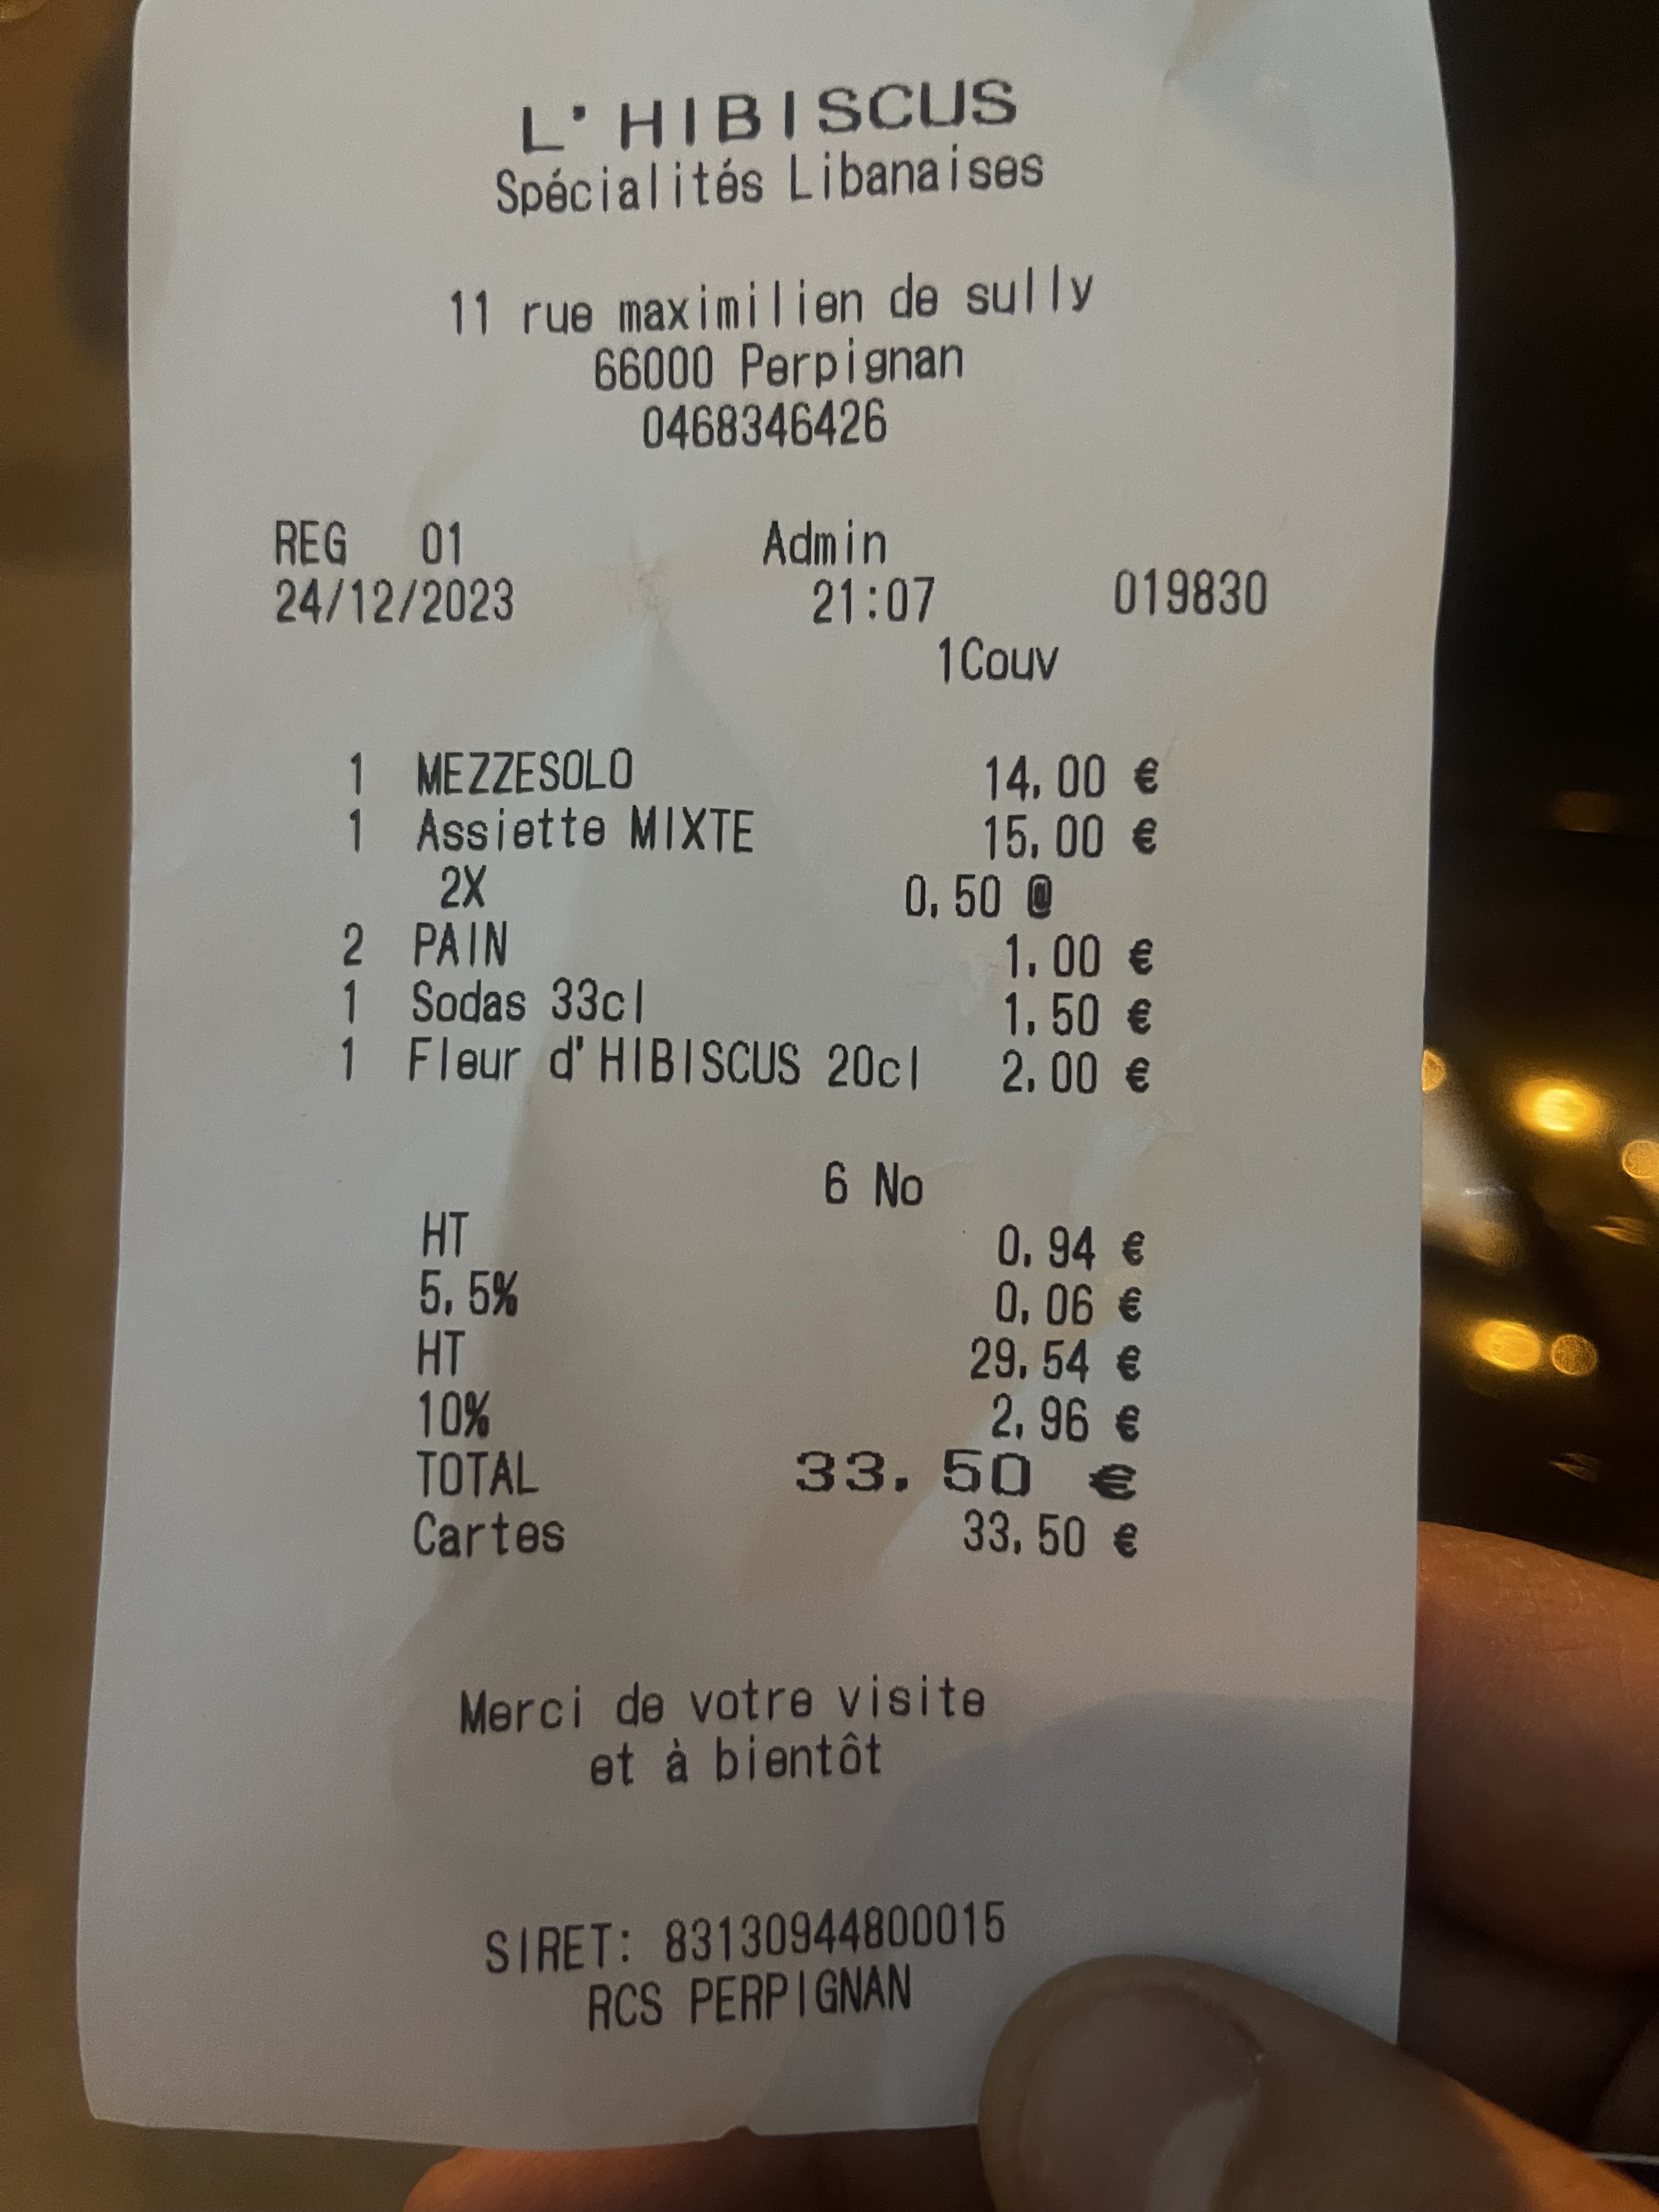 L'HIBISCUS
Spécialités Libanaises
11 rue maximilien de sully
66000 Perpignan
0468346426
REG 01 Admin
24/12/2023 21:07 019830
1Couv
1 MEZZESOLO 14,00 €
1 Assiette MIXTE 15,00 €
2X 0,50 @
2 PAIN 1,00 €
1 Sodas 33cl 1,50 €
1 Fleur d'HIBISCUS 20cl 2,00 €
6 No
HT 0,94 €
5,5% 0,06 €
HT 29,54 €
10% 2,96 €
TOTAL 33.50 €
Cartes 33,50 €
Merci de votre visite
et à bientôt
SIRET: 83130944800015
RCS PERPIGNAN